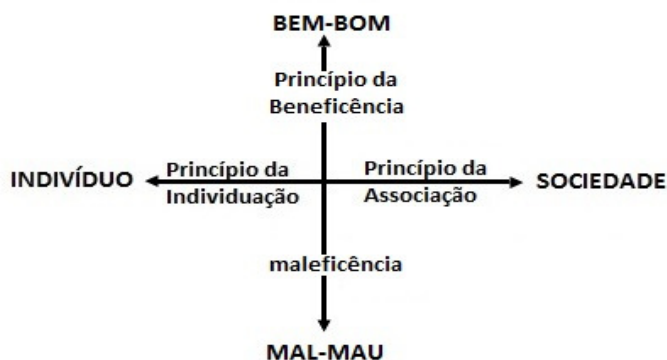 BEM-BOM
Princípio da
Beneficência
INDIVÍDUO
Princípio da
Individuação
Princípio da
Associação
SOCIEDADE
maleficência
MAL-MAU